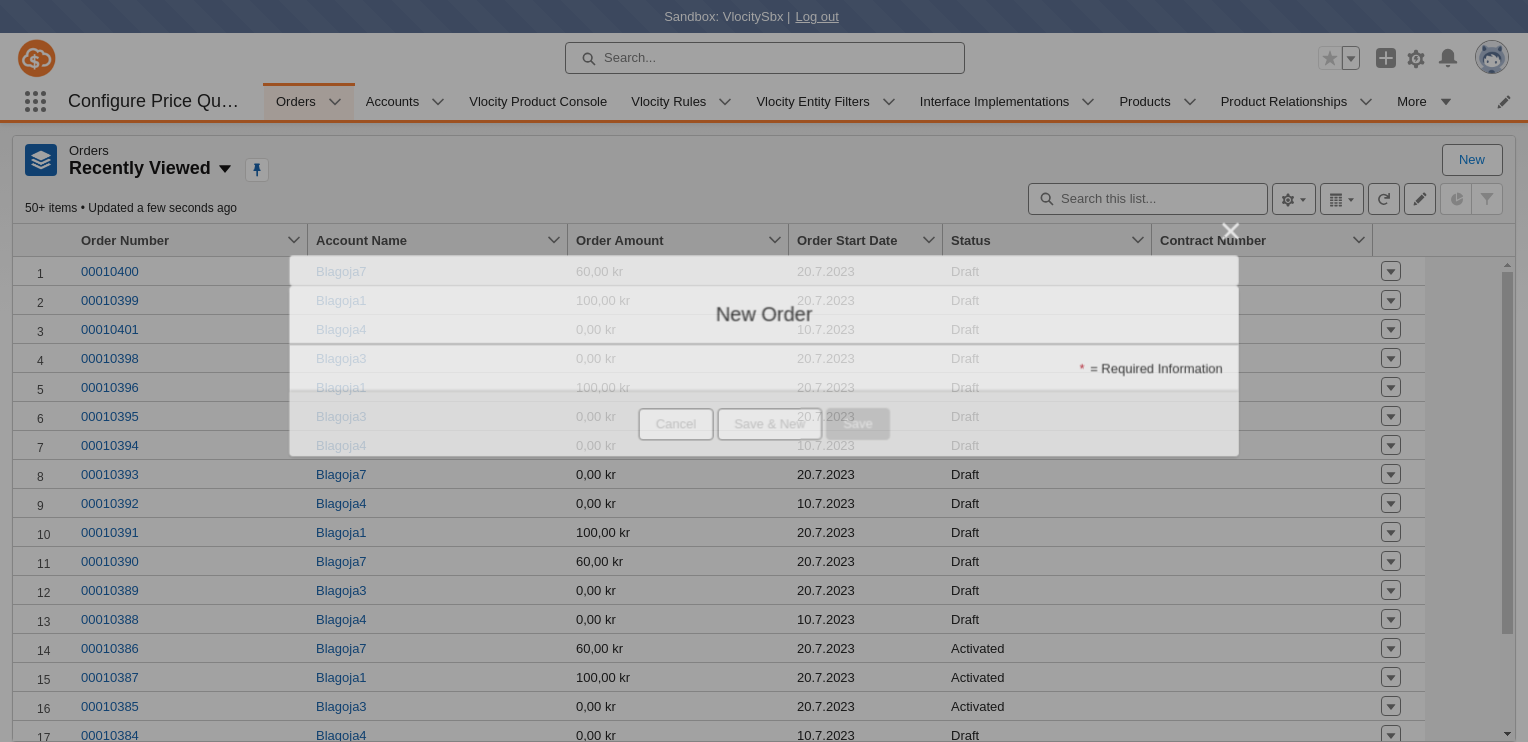 Sandbox: VlocitySbx | Log out
Search...
Configure Price Qu... Orders Accounts Vlocity Product Console Vlocity Rules Vlocity Entity Filters Interface Implementations Products Product Relationships More
Orders
Recently Viewed
New
50+ items • Updated a few seconds ago
Search this list...
Order Number Account Name Order Amount Order Start Date Status Contract Number
1 00010400 Blagoja7 60,00 kr 20.7.2023 Draft
2 00010399 Blagoja1 100,00 kr 20.7.2023 Draft
New Order
3 00010401 Blagoja4 0,00 kr 10.7.2023 Draft
4 00010398 Blagoja3 0,00 kr 20.7.2023 Draft
* = Required Information
5 00010396 Blagoja1 100,00 kr 20.7.2023 Draft
6 00010395 Blagoja3 0,00 kr 20.7.2023 Draft
Cancel Save & New Save
7 00010394 Blagoja4 0,00 kr 10.7.2023 Draft
8 00010393 Blagoja7 0,00 kr 20.7.2023 Draft
9 00010392 Blagoja4 0,00 kr 10.7.2023 Draft
10 00010391 Blagoja1 100,00 kr 20.7.2023 Draft
11 00010390 Blagoja7 60,00 kr 20.7.2023 Draft
12 00010389 Blagoja3 0,00 kr 20.7.2023 Draft
13 00010388 Blagoja4 0,00 kr 10.7.2023 Draft
14 00010386 Blagoja7 60,00 kr 20.7.2023 Activated
15 00010387 Blagoja1 100,00 kr 20.7.2023 Activated
16 00010385 Blagoja3 0,00 kr 20.7.2023 Activated
17 00010384 Blagoja4 0,00 kr 10.7.2023 Draft